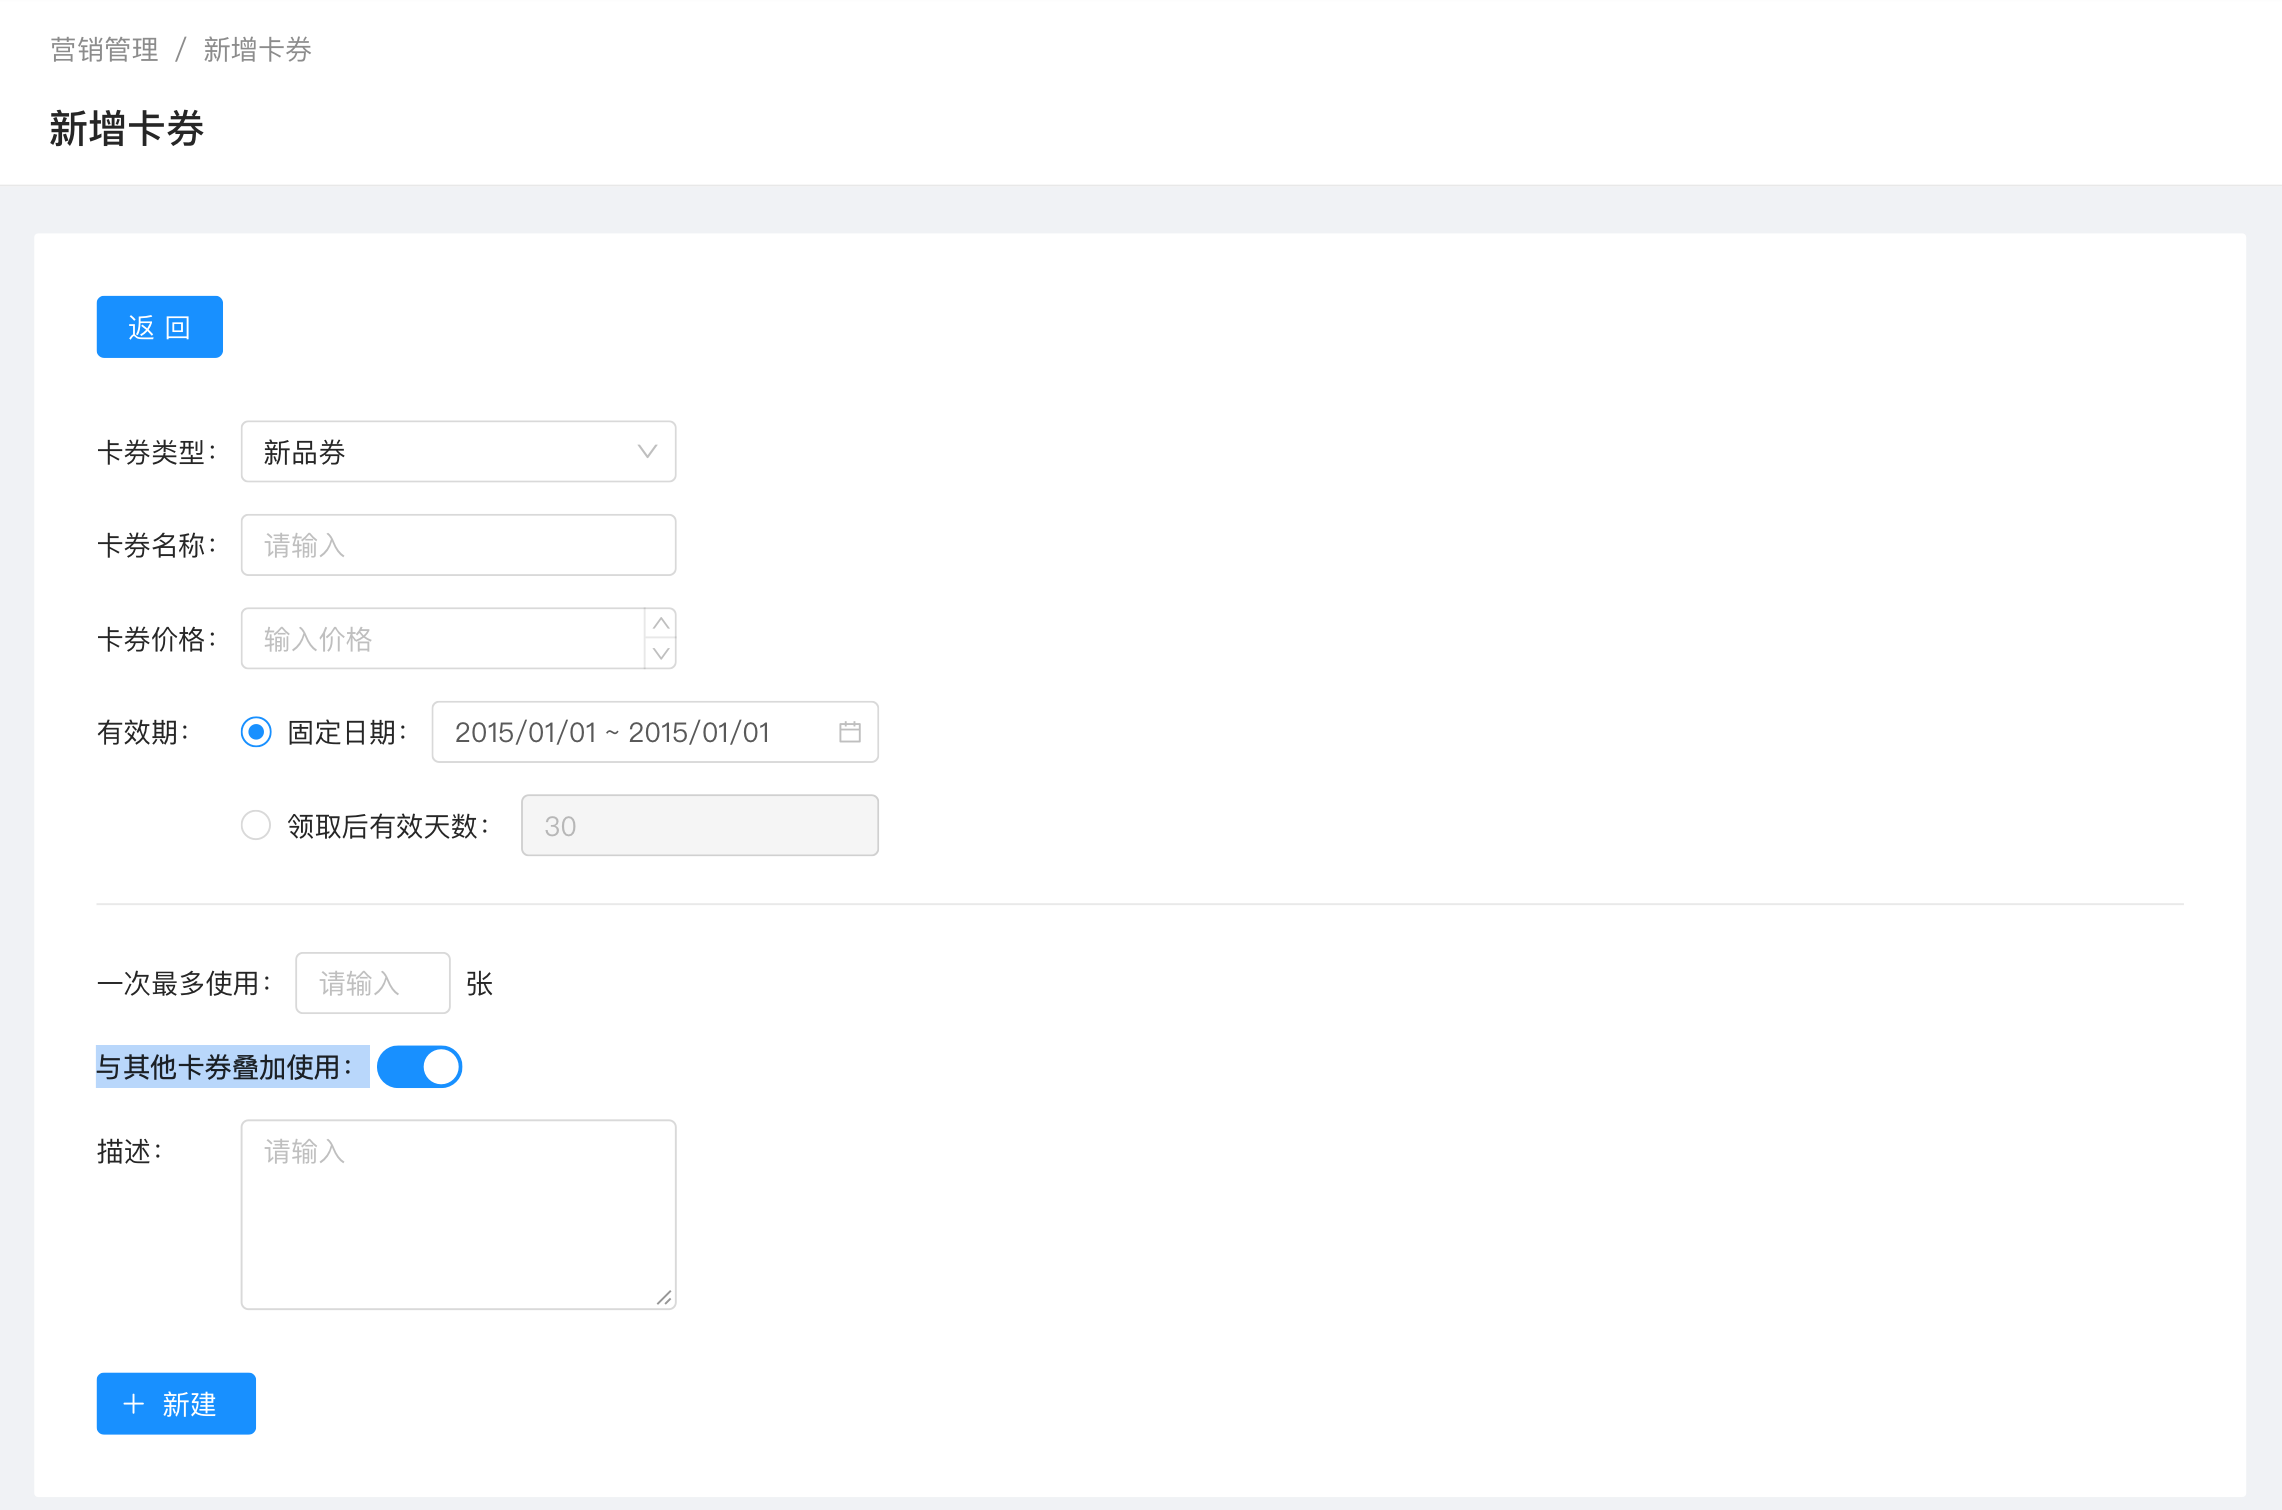 营销管理 / 新增卡券
新增卡券
返 回
卡券类型： 新品券
卡券名称： 请输入
卡券价格： 输入价格
有效期： 固定日期： 2015/01/01 ~ 2015/01/01
领取后有效天数： 30
一次最多使用： 请输入 张
与其他卡券叠加使用：
描述： 请输入
+ 新建